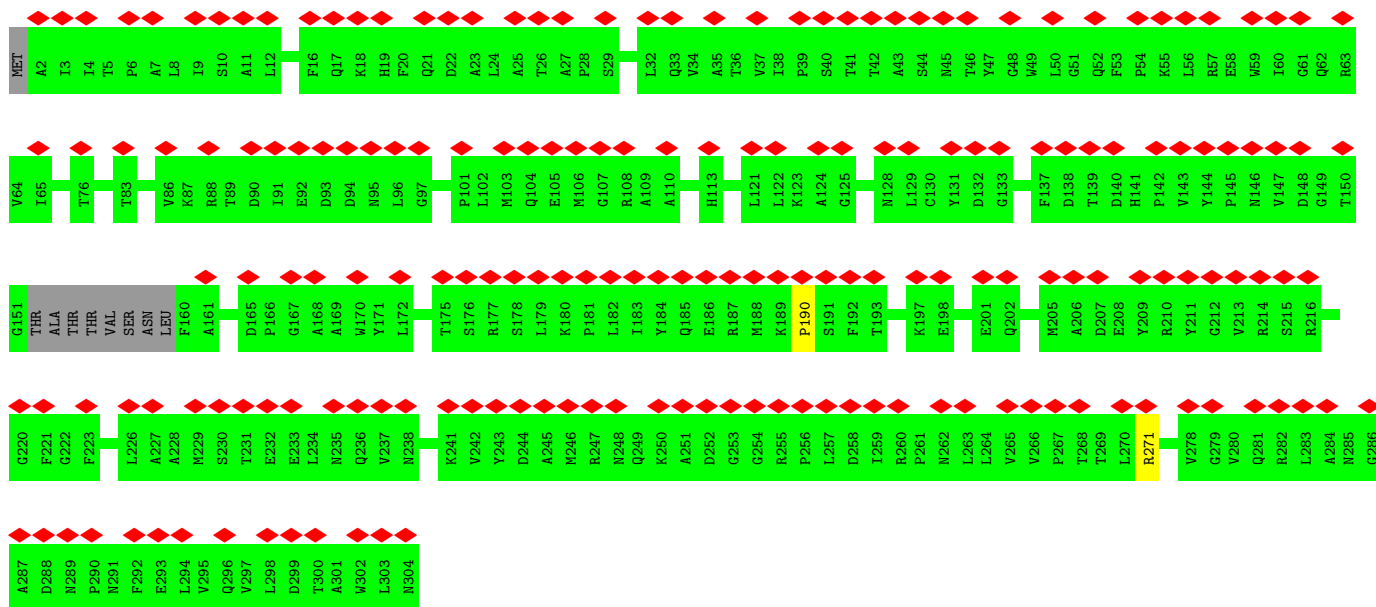 MET A2 I3 I4 T5 P6 A7 L8 I9 S10 A11 L12 F16 Q17 K18 H19 F20 Q21 D22 A23 L24 A25 T26 A27 P28 S29 L32 Q33 V34 A35 T36 V37 I38 P39 S40 T41 T42 A43 S44 N45 T46 Y47 G48 W49 L50 G51 Q52 F53 P54 K55 L56 R57 E58 W59 I60 G61 Q62 R63
V64 I65 T76 T83 V86 K87 R88 T89 D90 I91 E92 D93 D94 N95 L96 G97 P101 L102 M103 Q104 E105 M106 G107 R108 A109 A110 H113 L121 L122 K123 A124 G125 N128 L129 C130 Y131 D132 G133 F137 D138 T139 D140 H141 P142 V143 Y144 P145 N146 V147 D148 G149 T150
G151 THR ALA THR THR VAL SER ASN LEU F160 A161 D165 P166 G167 A168 A169 W170 Y171 L172 T175 S176 R177 S178 L179 K180 P181 L182 I183 Y184 Q185 E186 R187 M188 K189 P190 S191 F192 T193 K197 E198 E201 Q202 M205 A206 D207 E208 Y209 R210 Y211 G212 V213 R214 S215 R216
G220 F221 G222 F223 L226 A227 A228 M229 S230 T231 E232 E233 L234 N235 Q236 V237 N238 K241 V242 Y243 D244 A245 M246 R247 N248 Q249 K250 A251 D252 G253 G254 R255 P256 L257 D258 I259 R260 P261 N262 L263 L264 V265 V266 P267 T268 T269 L270 R271 V278 G279 V280 Q281 R282 L283 A284 N285 G286
A287 D288 N289 P290 N291 F292 E293 L294 V295 Q296 V297 L298 D299 T300 A301 W302 L303 N304